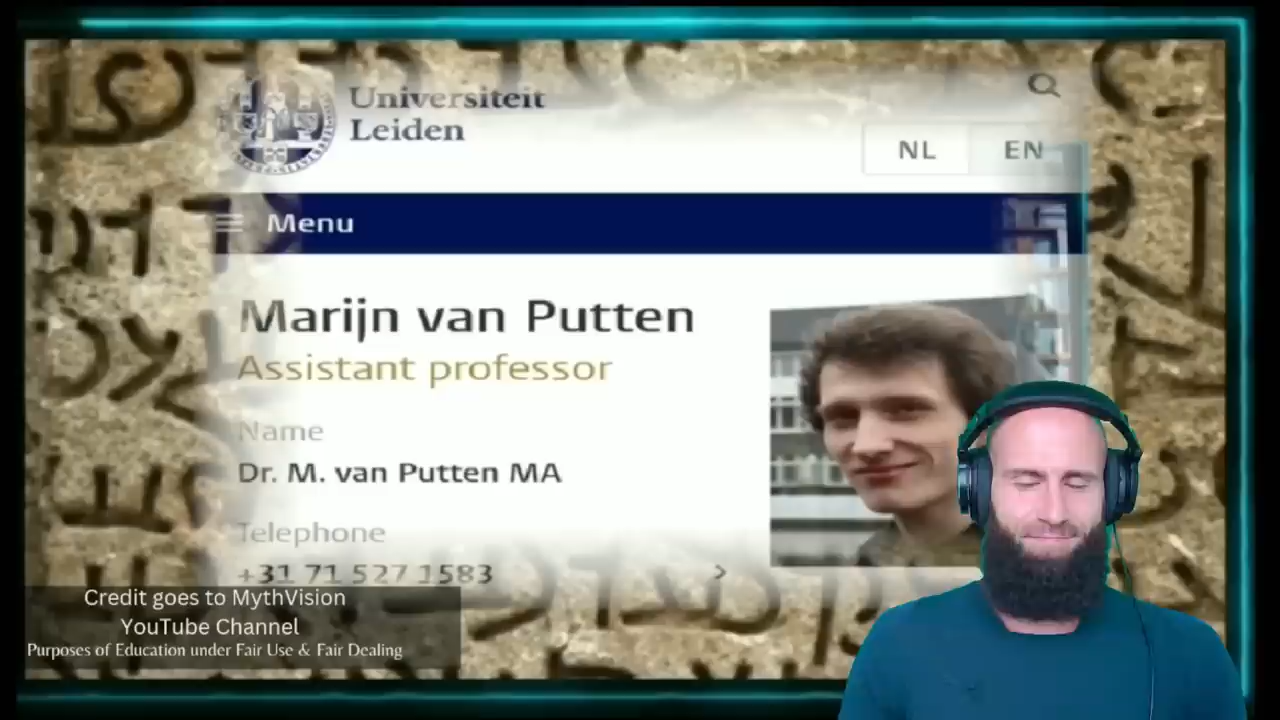 Universiteit
Leiden
NL EN
Menu
Marijn van Putten
Assistant professor
Name
Dr. M. van Putten MA
Telephone
+31 71 527 1583
Credit goes to MythVision
YouTube Channel
Purposes of Education under Fair Use & Fair Dealing